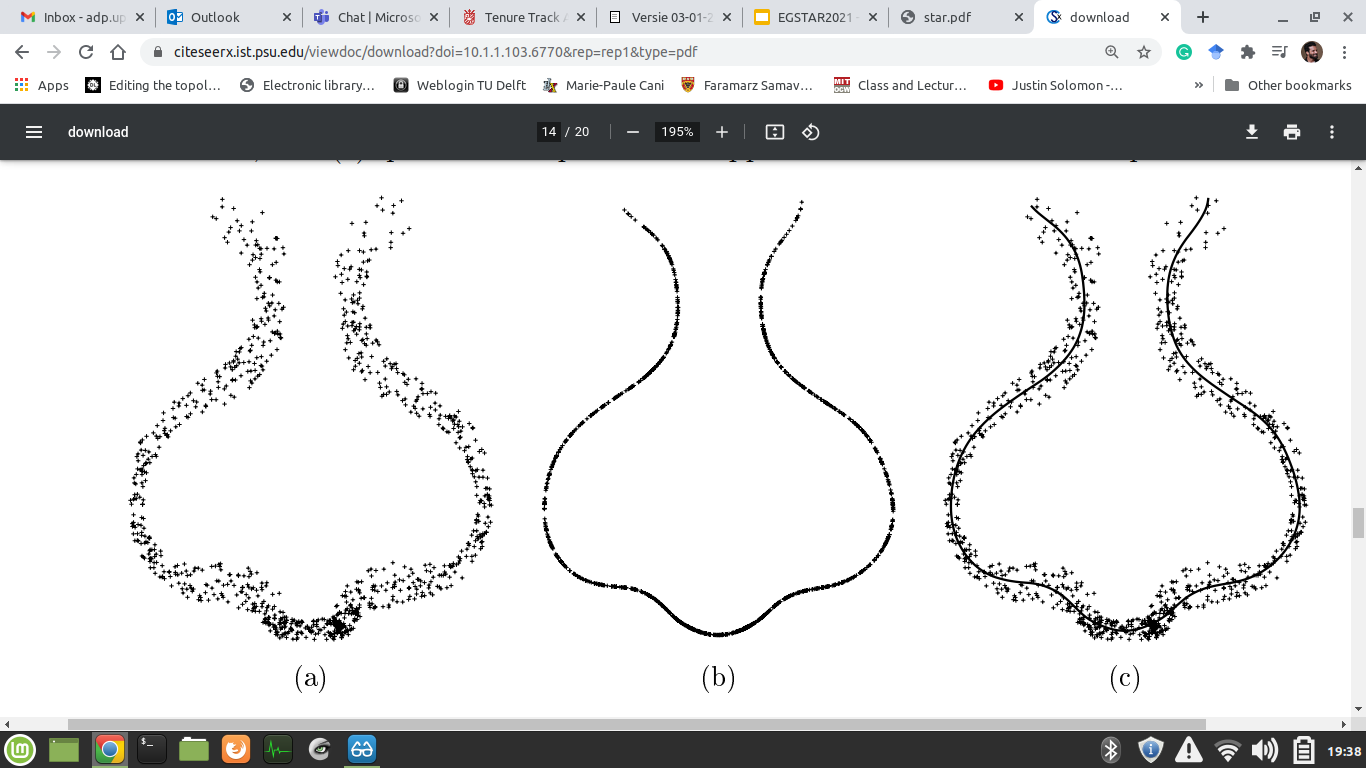 Inbox - adp.up
Outlook
Chat | Microso
Tenure Track A
Versie 03-01-2
EGSTAR2021 -
star.pdf
download
citeseerx.ist.psu.edu/viewdoc/download?doi=10.1.1.103.6770&rep=rep1&type=pdf
Apps
Editing the topol...
Electronic library...
Weblogin TU Delft
Marie-Paule Cani
Faramarz Samav...
MIT OCW Class and Lectur...
Justin Solomon -...
»
Other bookmarks
download
14 / 20
195%
(a)
(b)
(c)
19:38